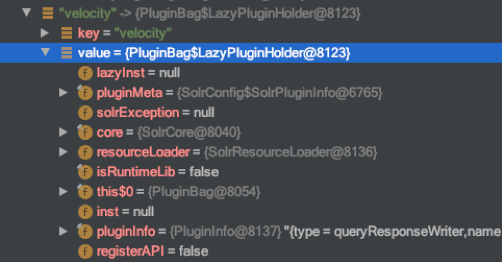 "velocity" -> {PluginBag$LazyPluginHolder@8123}
key = "velocity"
value = {PluginBag$LazyPluginHolder@8123}
lazyInst = null
pluginMeta = {SolrConfig$SolrPluginInfo@6765}
solrException = null
core = {SolrCore@8040}
resourceLoader = {SolrResourceLoader@8136}
isRuntimeLib = false
this$0 = {PluginBag@8054}
inst = null
pluginInfo = {PluginInfo@8137} "{type = queryResponseWriter,name
registerAPI = false